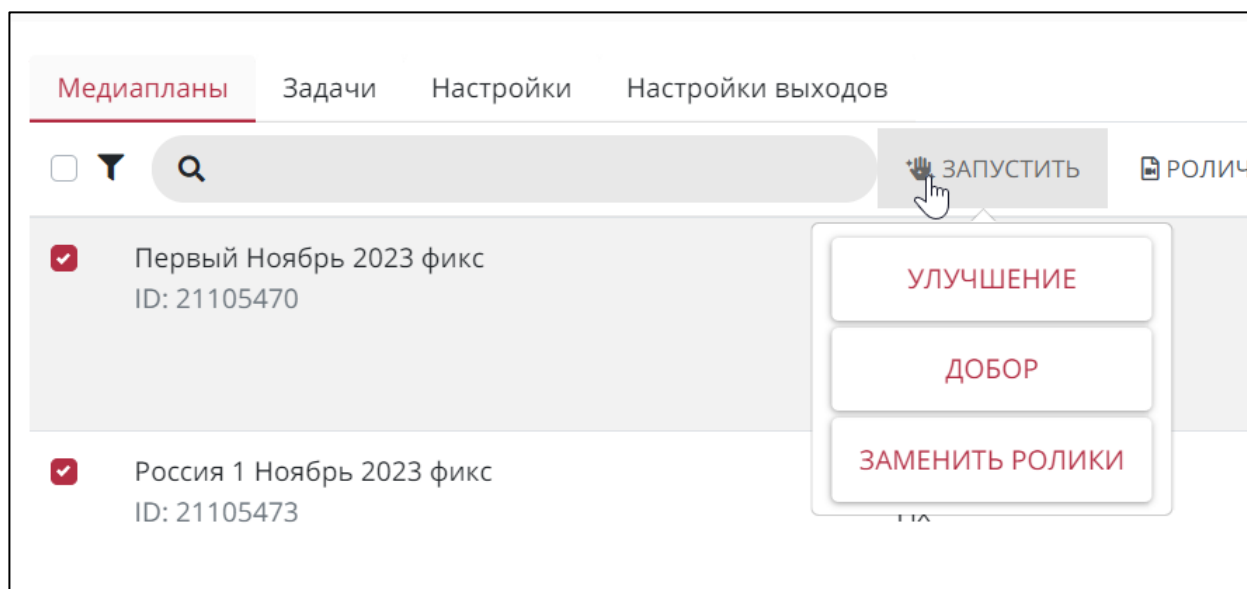 Медиапланы Задачи Настройки Настройки выходов
ЗАПУСТИТЬ РОЛИЧ
Первый Ноябрь 2023 фикс
ID: 21105470
УЛУЧШЕНИЕ
ДОБОР
ЗАМЕНИТЬ РОЛИКИ
Россия 1 Ноябрь 2023 фикс
ID: 21105473